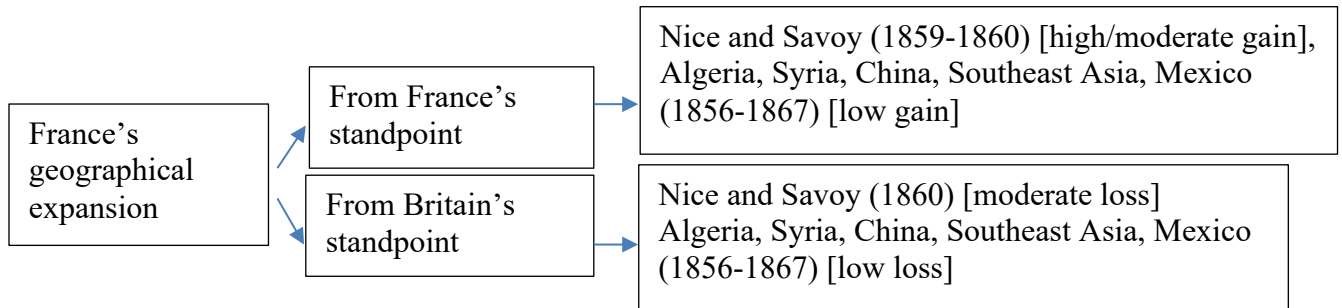 France’s
geographical
expansion
From France’s
standpoint
Nice and Savoy (1859-1860) [high/moderate gain],
Algeria, Syria, China, Southeast Asia, Mexico
(1856-1867) [low gain]
From Britain’s
standpoint
Nice and Savoy (1860) [moderate loss]
Algeria, Syria, China, Southeast Asia, Mexico
(1856-1867) [low loss]